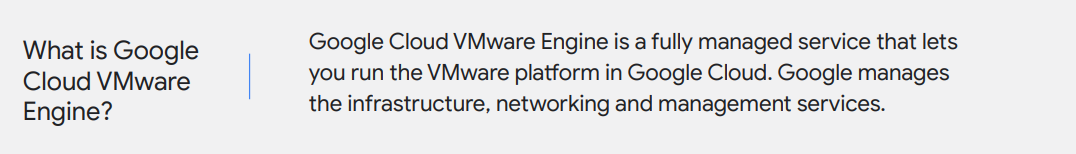 What is Google
Cloud VMware
Engine?
Google Cloud VMware Engine is a fully managed service that lets
you run the VMware platform in Google Cloud. Google manages
the infrastructure, networking and management services.